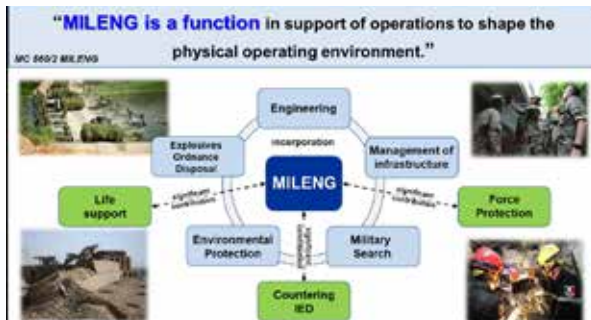 “MILENG is a function in support of operations to shape the
physical operating environment.”
MC 560/2 MILENG
Engineering
incorporation
Explosives
Ordnance
Disposal
Management of
infrastructure
MILENG
Life
support
significant
contribution
significant
contribution
Force
Protection
Environmental
Protection
significant
contribution
Military
Search
Countering
IED